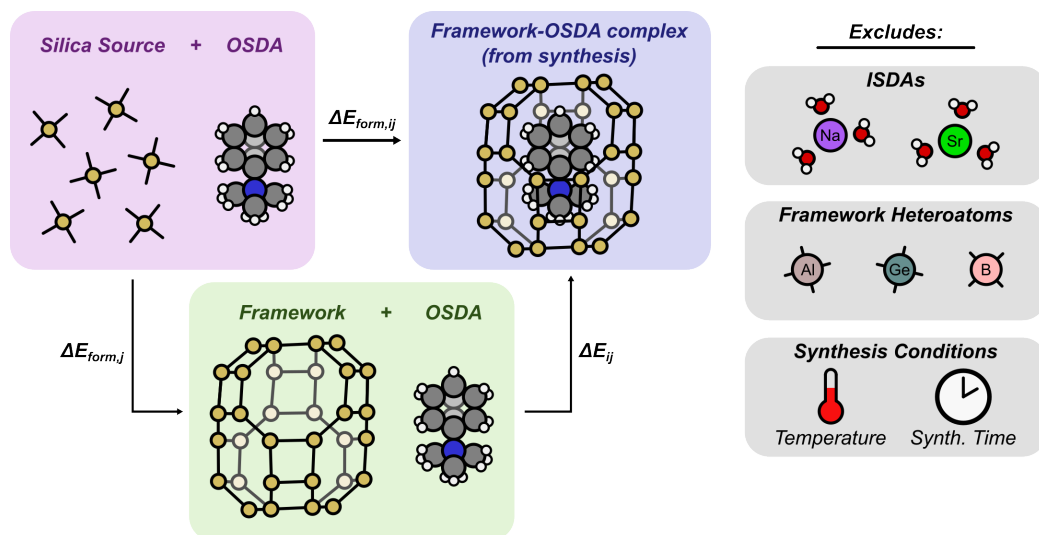 Silica Source + OSDA
ΔE_form,ij
Framework-OSDA complex
(from synthesis)
ΔE_form,j
Framework + OSDA
ΔE_ij
Excludes:
ISDAs
Na
Sr
Framework Heteroatoms
Al
Ge
B
Synthesis Conditions
Temperature
Synth. Time